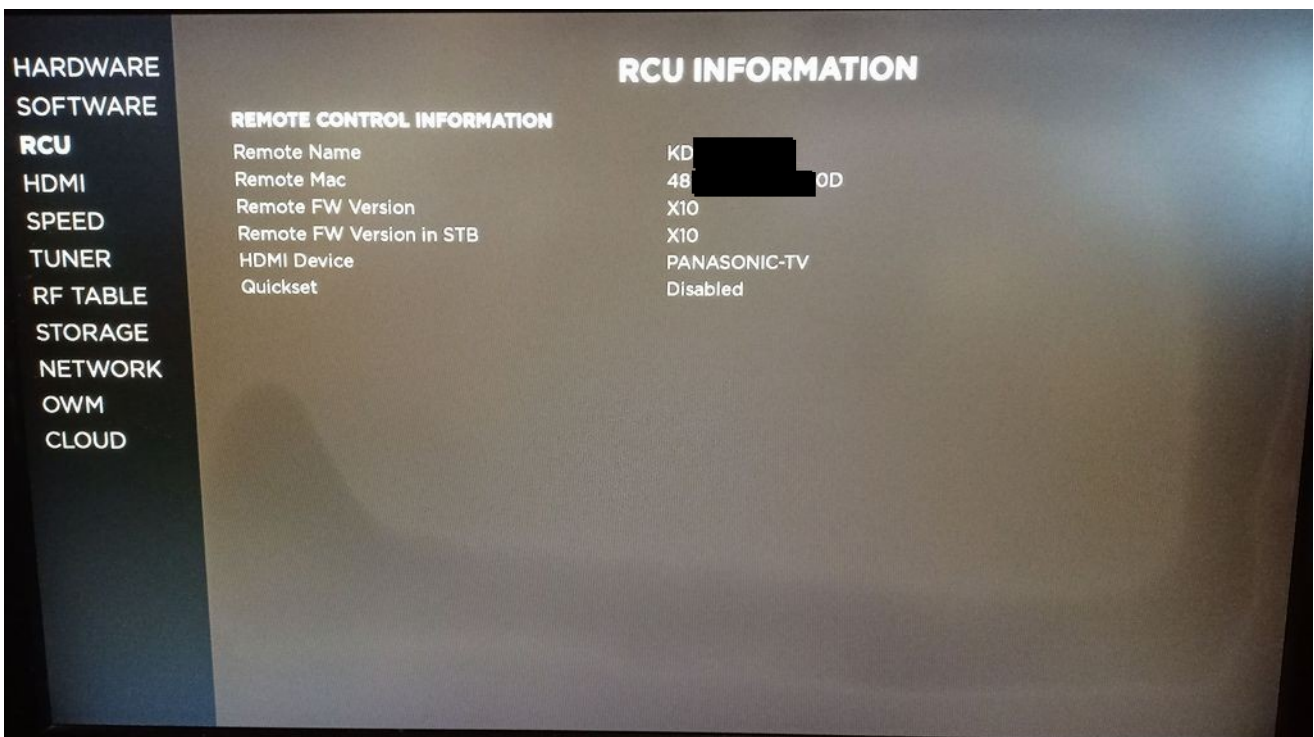 HARDWARE
SOFTWARE
RCU
HDMI
SPEED
TUNER
RF TABLE
STORAGE
NETWORK
OWM
CLOUD
RCU INFORMATION
REMOTE CONTROL INFORMATION
Remote Name KD
Remote Mac 48 0D
Remote FW Version X10
Remote FW Version in STB X10
HDMI Device PANASONIC-TV
Quickset Disabled